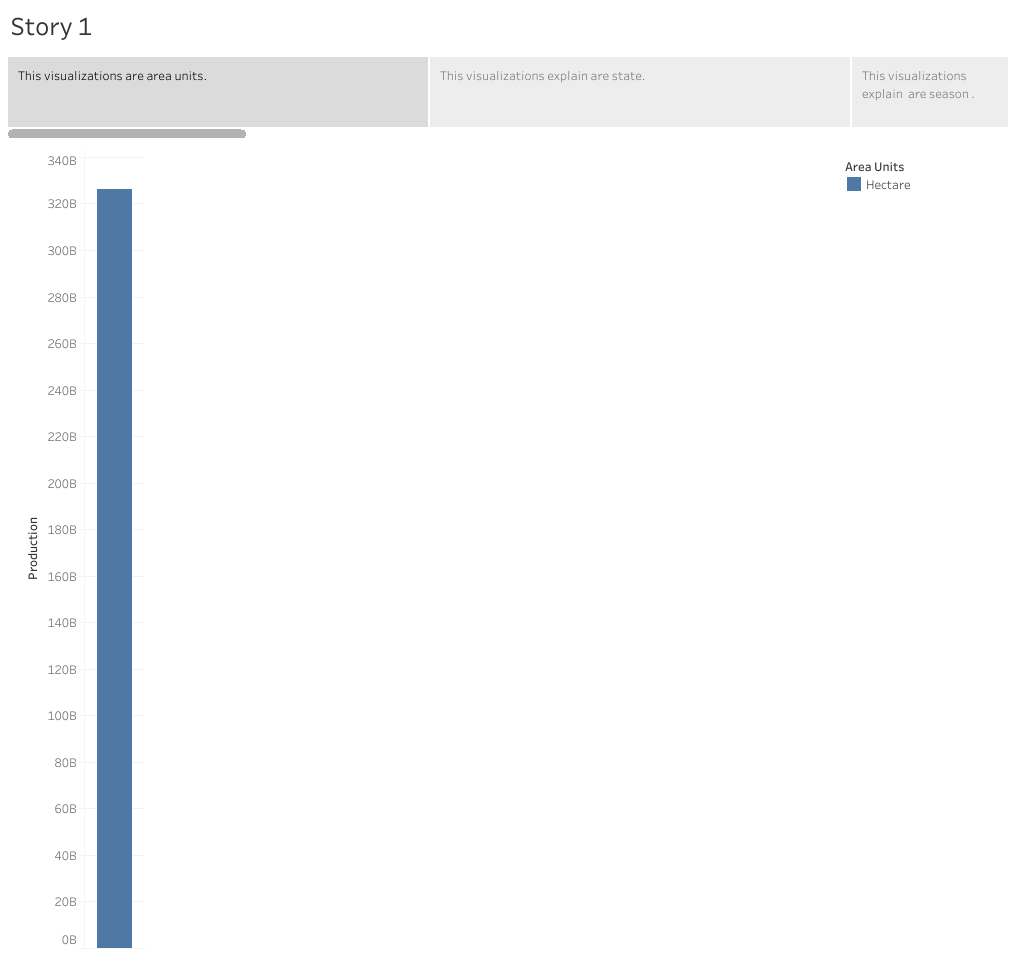 Story 1
This visualizations are area units.
This visualizations explain are state.
This visualizations
explain  are season .
Area Units
Hectare
340B
320B
300B
280B
260B
240B
220B
200B
180B
160B
140B
120B
100B
80B
60B
40B
20B
0B
Production